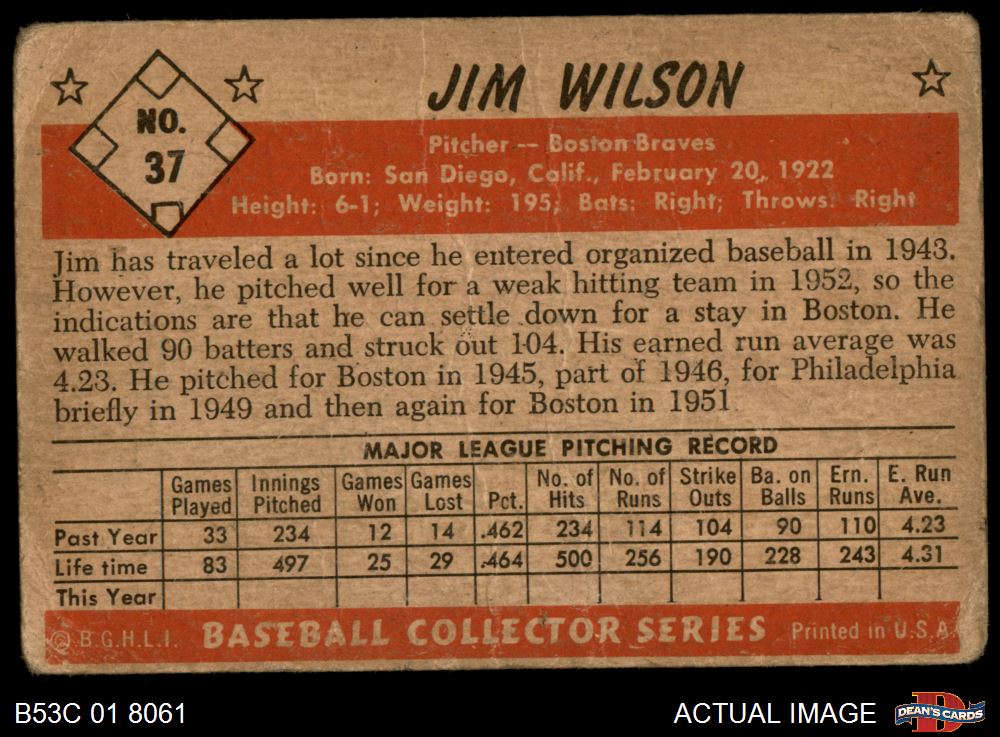 JIM WILSON
NO.
37
Pitcher -- Boston Braves
Born: San Diego, Calif., February 20, 1922
Height: 6-1; Weight: 195; Bats: Right; Throws: Right
Jim has traveled a lot since he entered organized baseball in 1943.
However, he pitched well for a weak hitting team in 1952, so the
indications are that he can settle down for a stay in Boston. He
walked 90 batters and struck out 104. His earned run average was
4.23. He pitched for Boston in 1945, part of 1946, for Philadelphia
briefly in 1949 and then again for Boston in 1951
MAJOR LEAGUE PITCHING RECORD
Games Played Innings Pitched Games Won Games Lost Pct. No. of Hits No. of Runs Strike Outs Ba. on Balls Ern. Runs E. Run Ave.
Past Year 33 234 12 14 .462 234 114 104 90 110 4.23
Life time 83 497 25 29 .464 500 256 190 228 243 4.31
This Year
© B.G.H.L.I. BASEBALL COLLECTOR SERIES Printed in U.S.A.
B53C 01 8061
ACTUAL IMAGE
DEAN'S CARDS